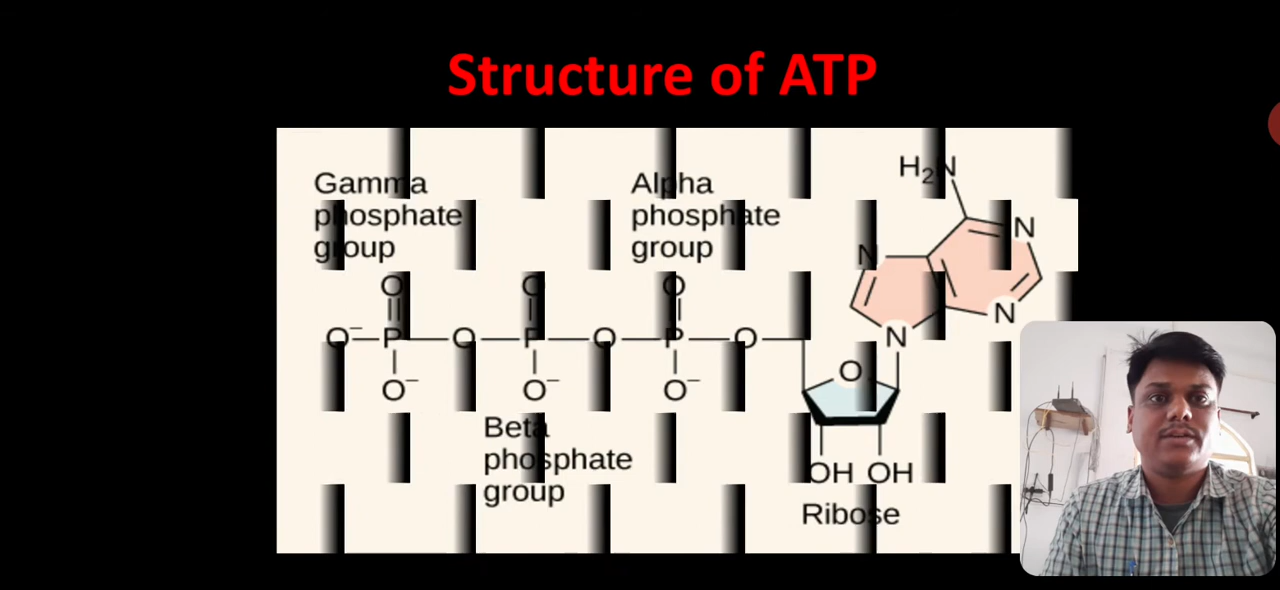 Structure of ATP
Gamma
phosphate
group
Alpha
phosphate
group
H₂N
N
N
N
N
O
O
O
O⁻
P
O
P
O
P
O
O
O⁻
O⁻
O⁻
Beta
phosphate
group
OH OH
Ribose